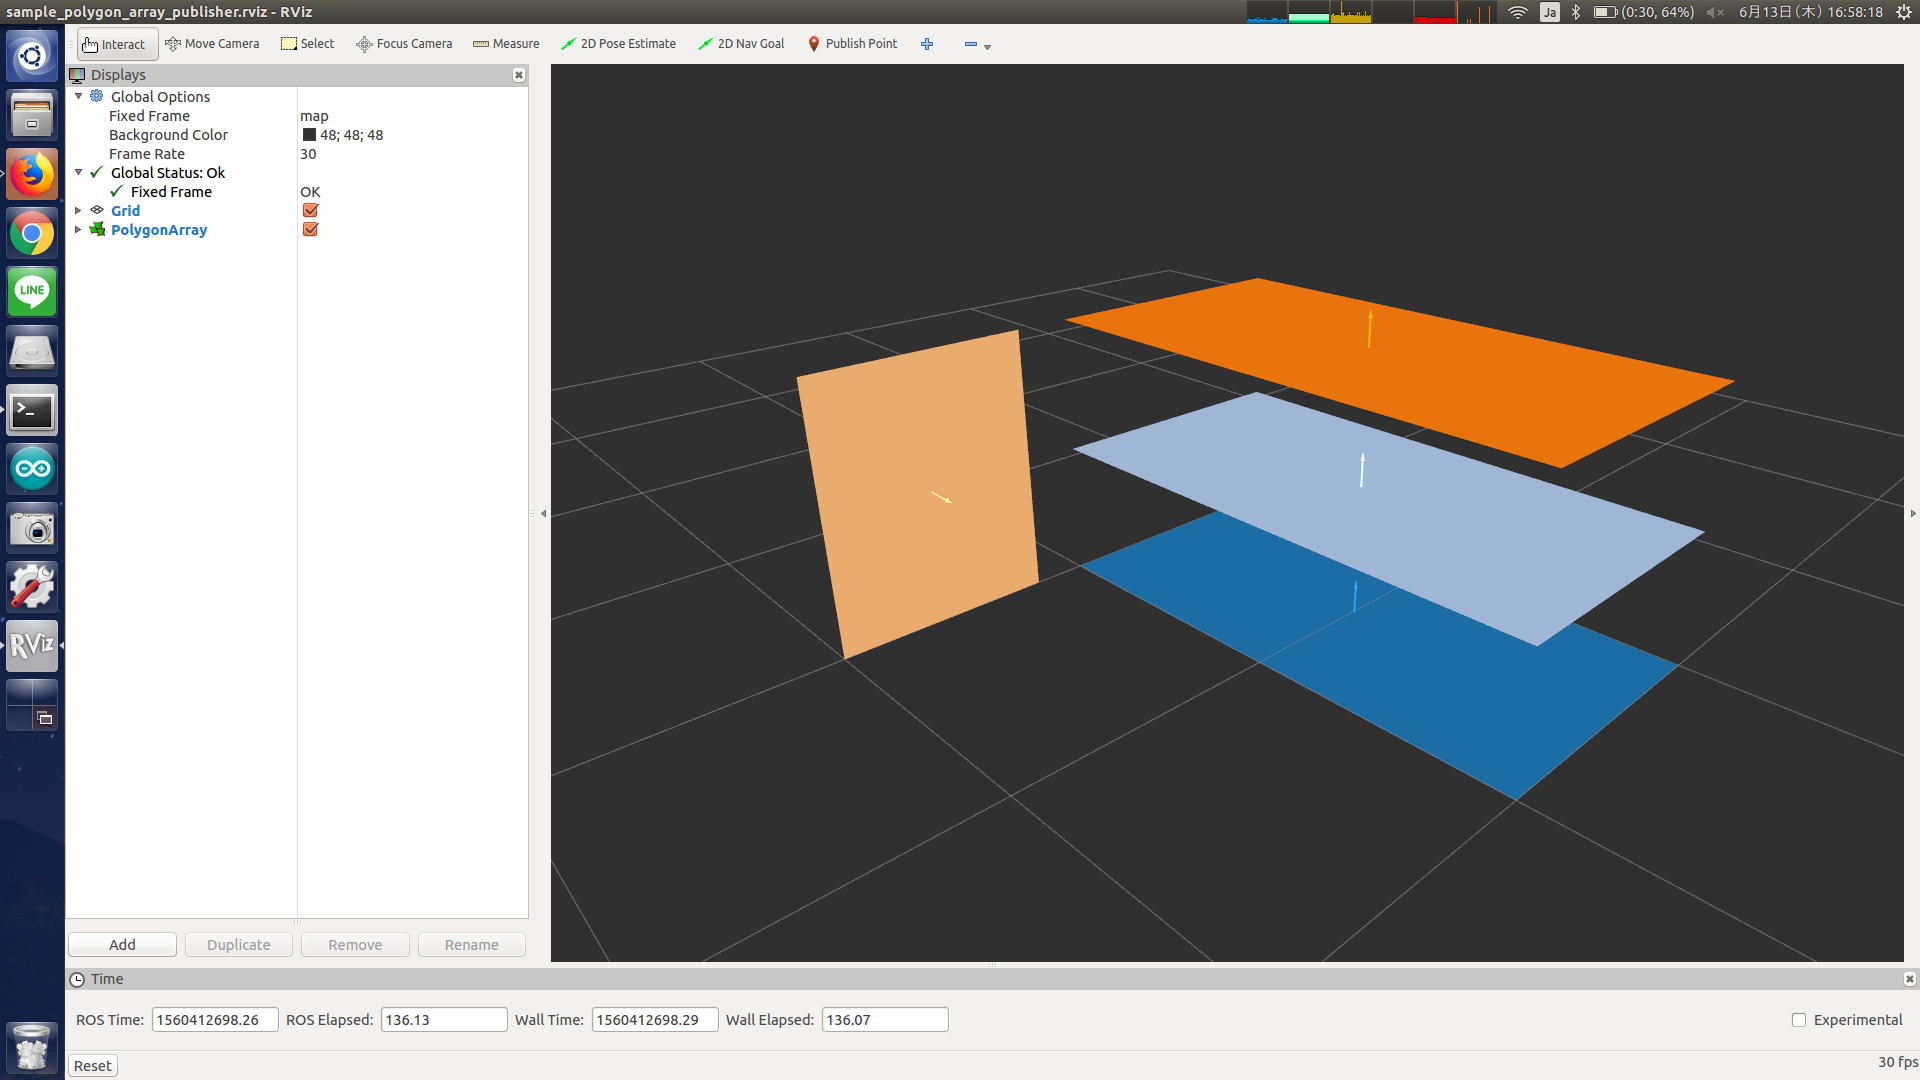 sample_polygon_array_publisher.rviz - RViz
Ja (0:30, 64%) 6月13日(木) 16:58:18
Interact Move Camera Select Focus Camera Measure 2D Pose Estimate 2D Nav Goal Publish Point
Displays
Global Options
Fixed Frame map
Background Color 48; 48; 48
Frame Rate 30
Global Status: Ok
Fixed Frame OK
Grid
PolygonArray
LINE
>_
RViz
Add Duplicate Remove Rename
Time
ROS Time: 1560412698.26 ROS Elapsed: 136.13 Wall Time: 1560412698.29 Wall Elapsed: 136.07 Experimental
Reset 30 fps